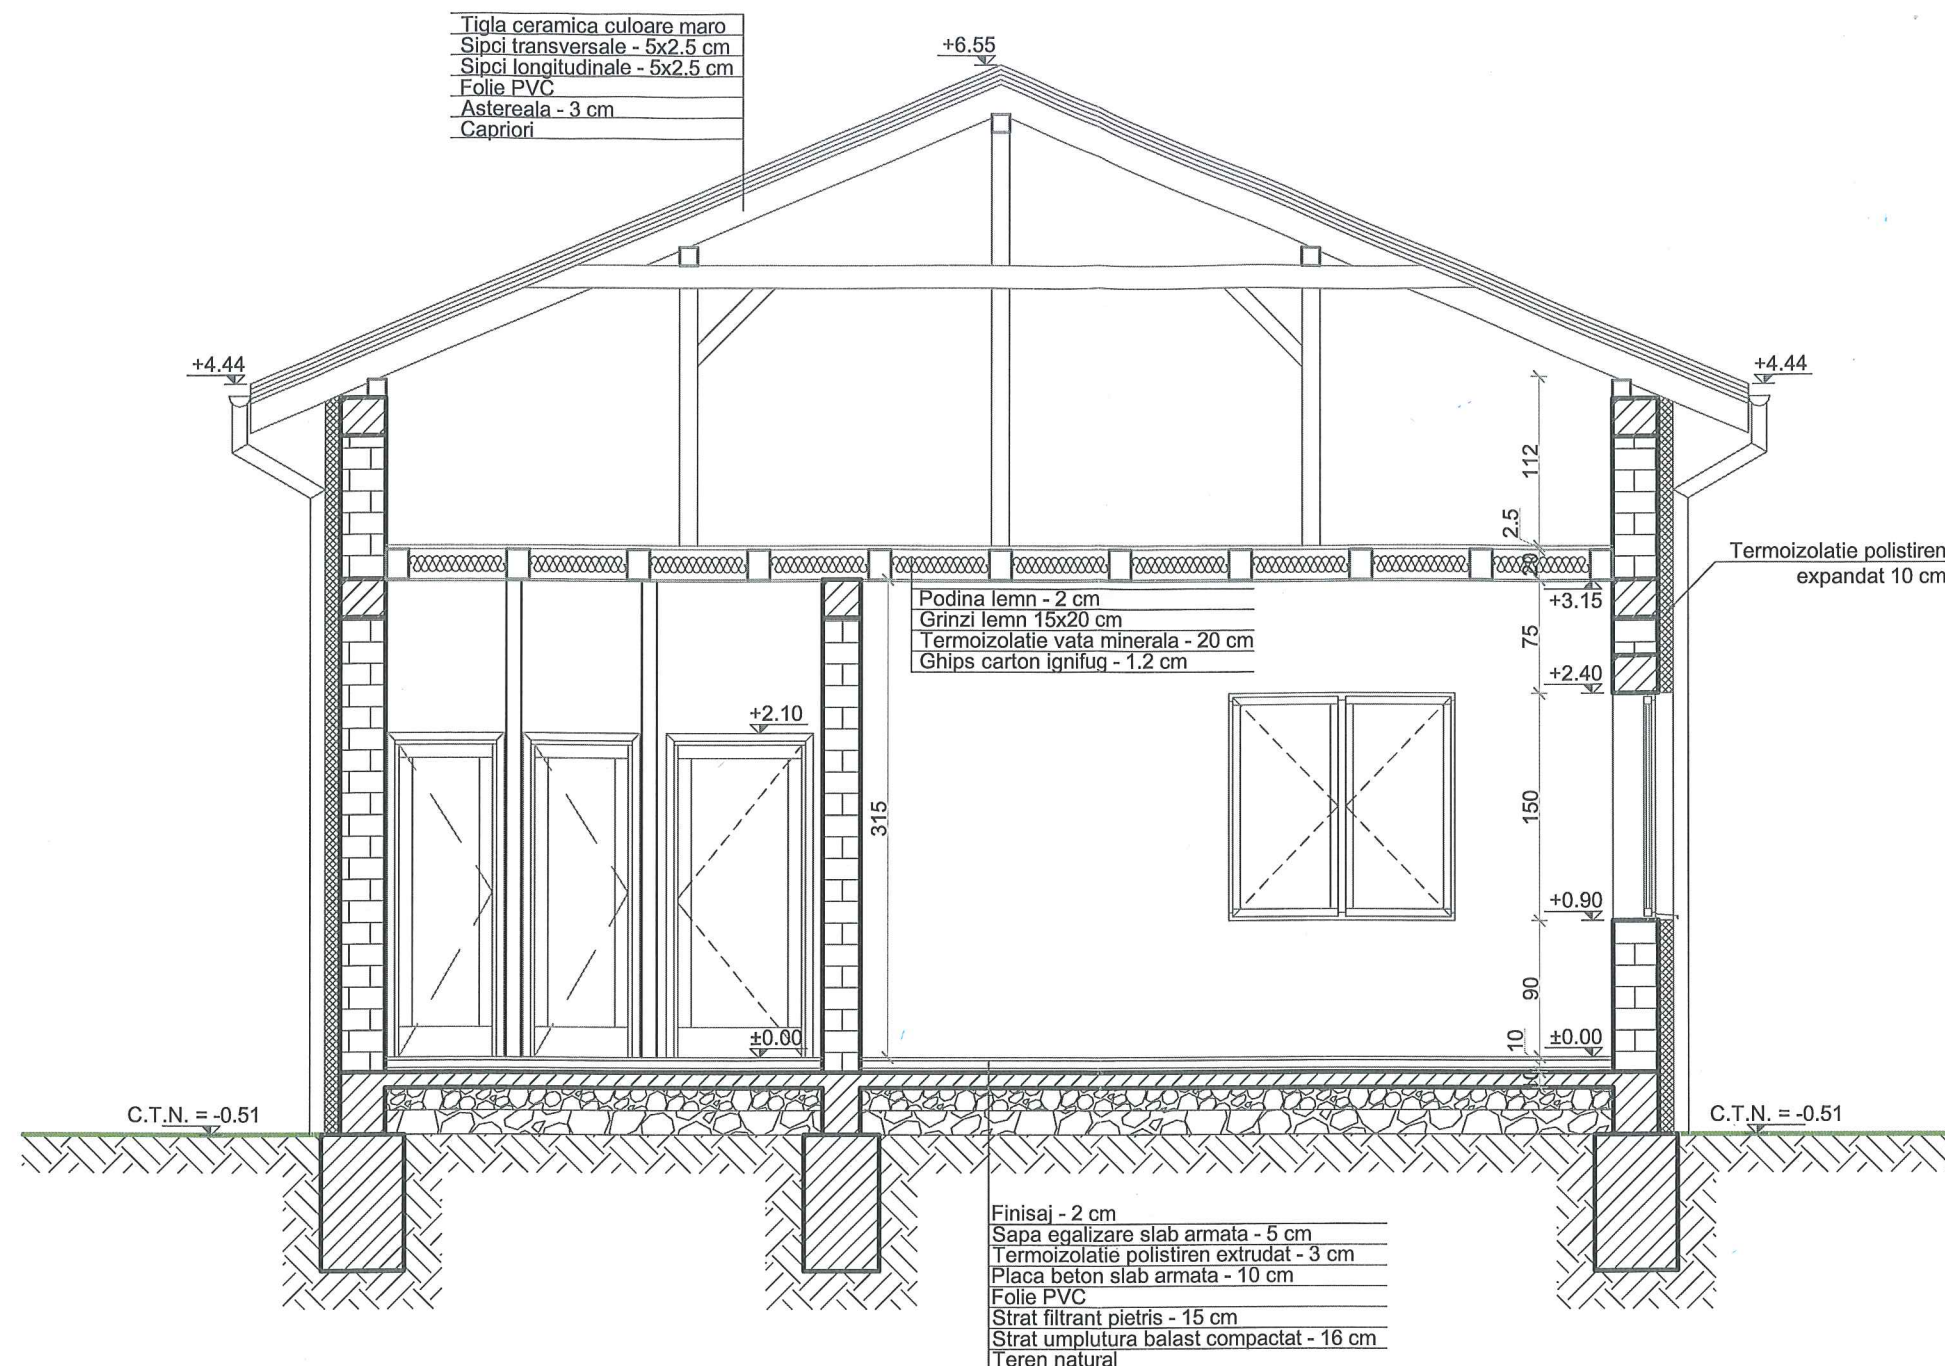 Tigla ceramica culoare maro
Sipci transversale - 5x2.5 cm
Sipci longitudinale - 5x2.5 cm
Folie PVC
Astereala - 3 cm
Capriori
+6.55
+4.44
+4.44
112
2.5
20
Termoizolatie polistiren
expandat 10 cm
Podina lemn - 2 cm
Grinzi lemn 15x20 cm
Termoizolatie vata minerala - 20 cm
Ghips carton ignifug - 1.2 cm
+3.15
75
+2.40
+2.10
315
150
+0.90
90
10
±0.00
±0.00
10
C.T.N. = -0.51
C.T.N. = -0.51
Finisaj - 2 cm
Sapa egalizare slab armata - 5 cm
Termoizolatie polistiren extrudat - 3 cm
Placa beton slab armata - 10 cm
Folie PVC
Strat filtrant pietris - 15 cm
Strat umplutura balast compactat - 16 cm
Teren natural